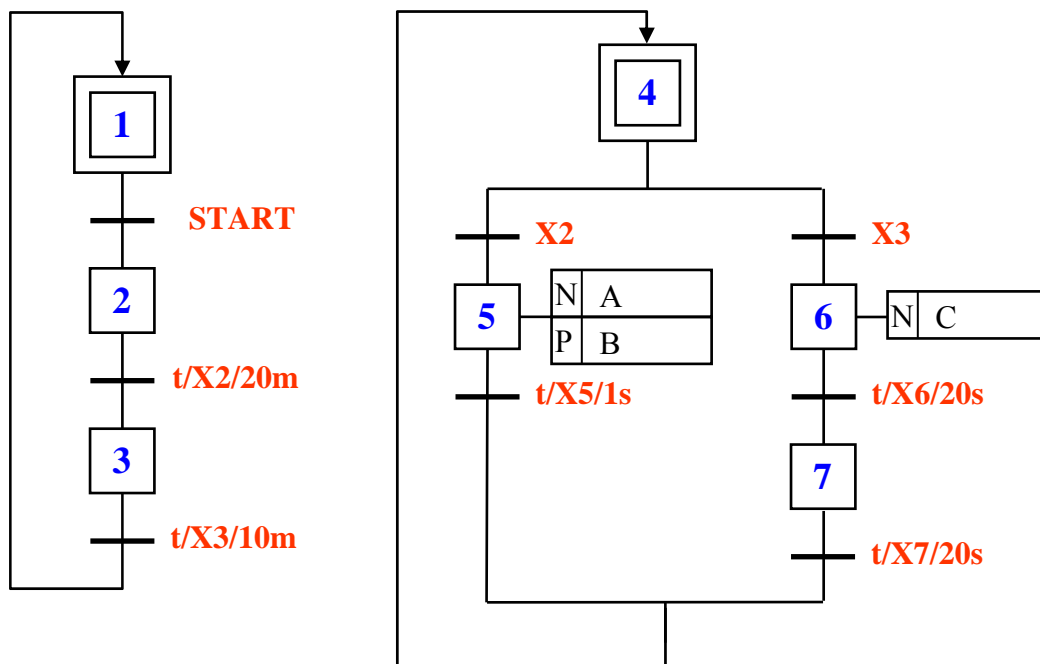 1
START
2
t/X2/20m
3
t/X3/10m
4
X2
X3
5
N A
P B
6
N C
t/X5/1s
t/X6/20s
7
t/X7/20s